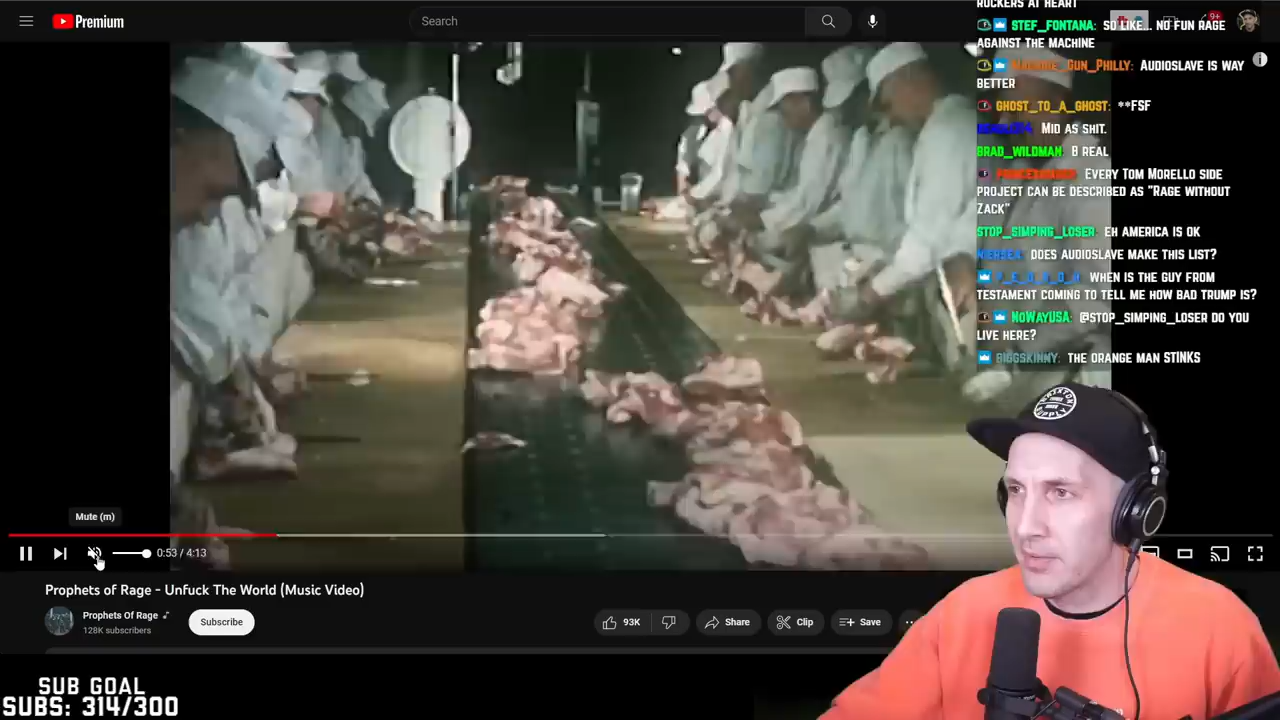 Premium
Search
9+
ROCKERS AT HEART
STEF_FONTANA: SO LIKE... NO FUN RAGE
AGAINST THE MACHINE
MACHINE_GUN_PHILLY: AUDIOSLAVE IS WAY
BETTER
GHOST_TO_A_GHOST: **FSF
MID AS SHIT.
BRAD_WILDMAN: B REAL
EVERY TOM MORELLO SIDE
PROJECT CAN BE DESCRIBED AS "RAGE WITHOUT
ZACK"
STOP_SIMPING_LOSER: EH AMERICA IS OK
DOES AUDIOSLAVE MAKE THIS LIST?
WHEN IS THE GUY FROM
TESTAMENT COMING TO TELL ME HOW BAD TRUMP IS?
NOWAYUSA: @STOP_SIMPING_LOSER DO YOU
LIVE HERE?
BIGGSKINNY: THE ORANGE MAN STINKS
Mute (m)
0:53 / 4:13
Prophets of Rage - Unfuck The World (Music Video)
Prophets Of Rage
128K subscribers
Subscribe
93K
Share
Clip
Save
SUB GOAL
SUBS: 314/300